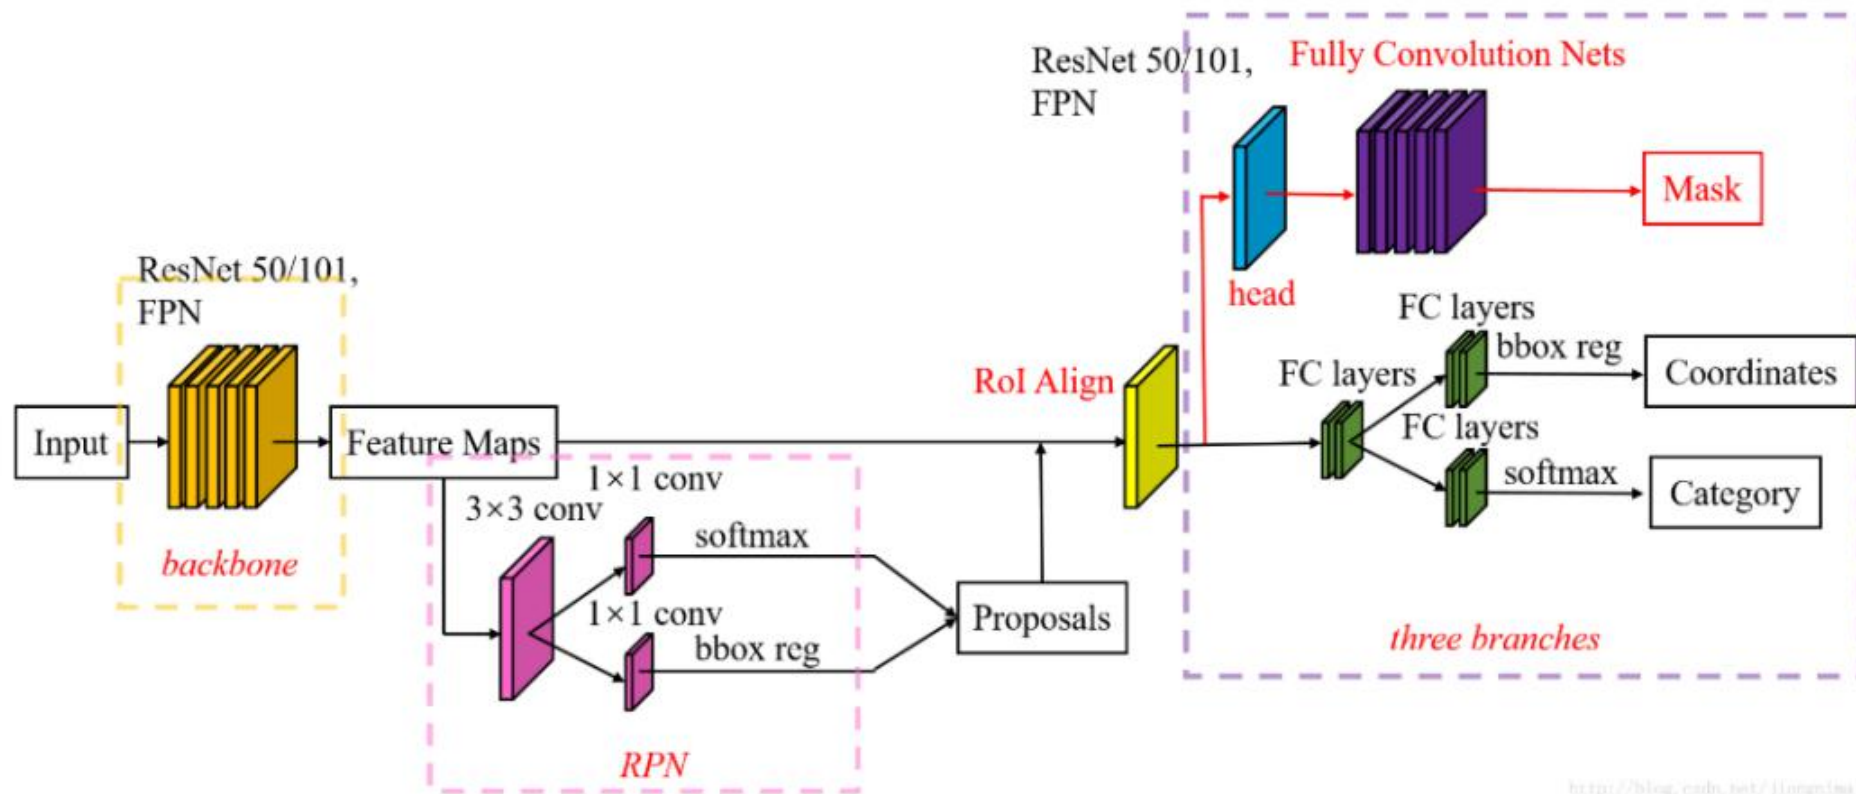 ResNet 50/101,
FPN
Fully Convolution Nets
Mask
head
ResNet 50/101,
FPN
FC layers
bbox reg
Coordinates
RoI Align
FC layers
FC layers
softmax
Category
Input
Feature Maps
1×1 conv
3×3 conv
softmax
backbone
1×1 conv
bbox reg
Proposals
three branches
RPN